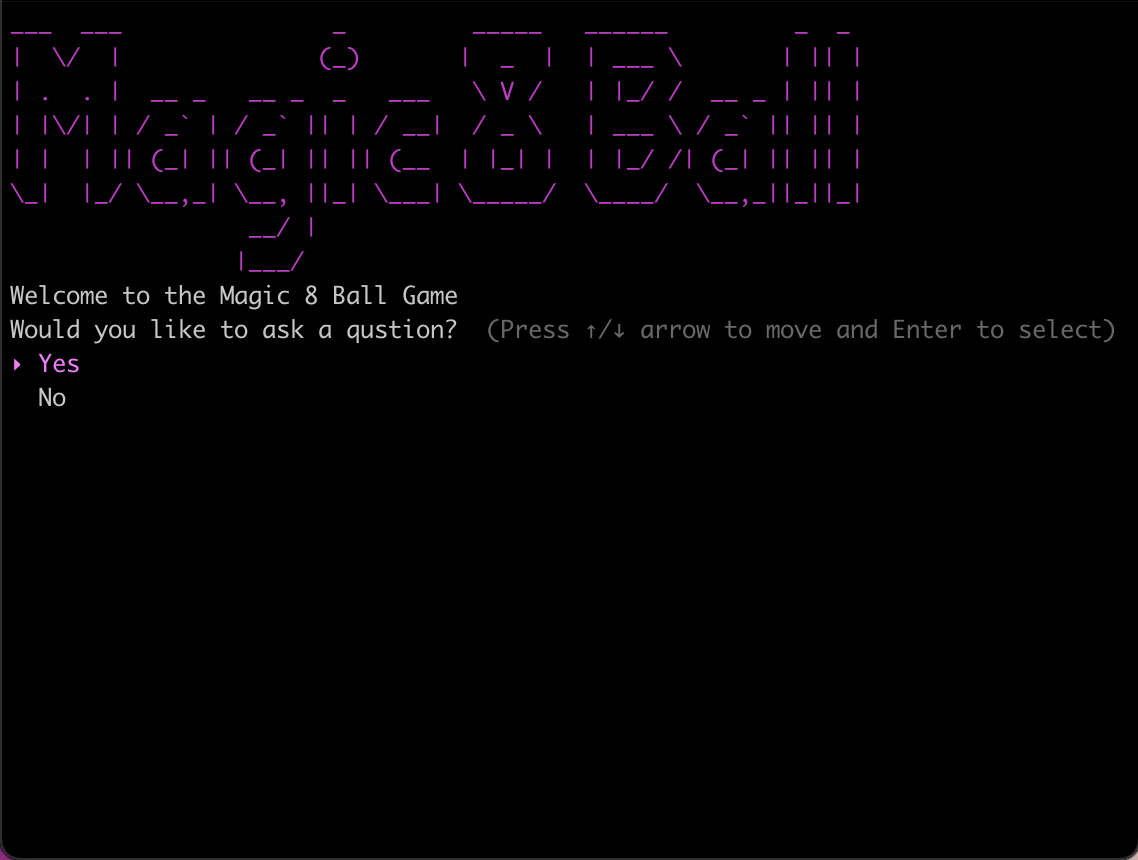 Magic 8 Ball
Welcome to the Magic 8 Ball Game
Would you like to ask a qustion?  (Press ↑/↓ arrow to move and Enter to select)
‣ Yes
No